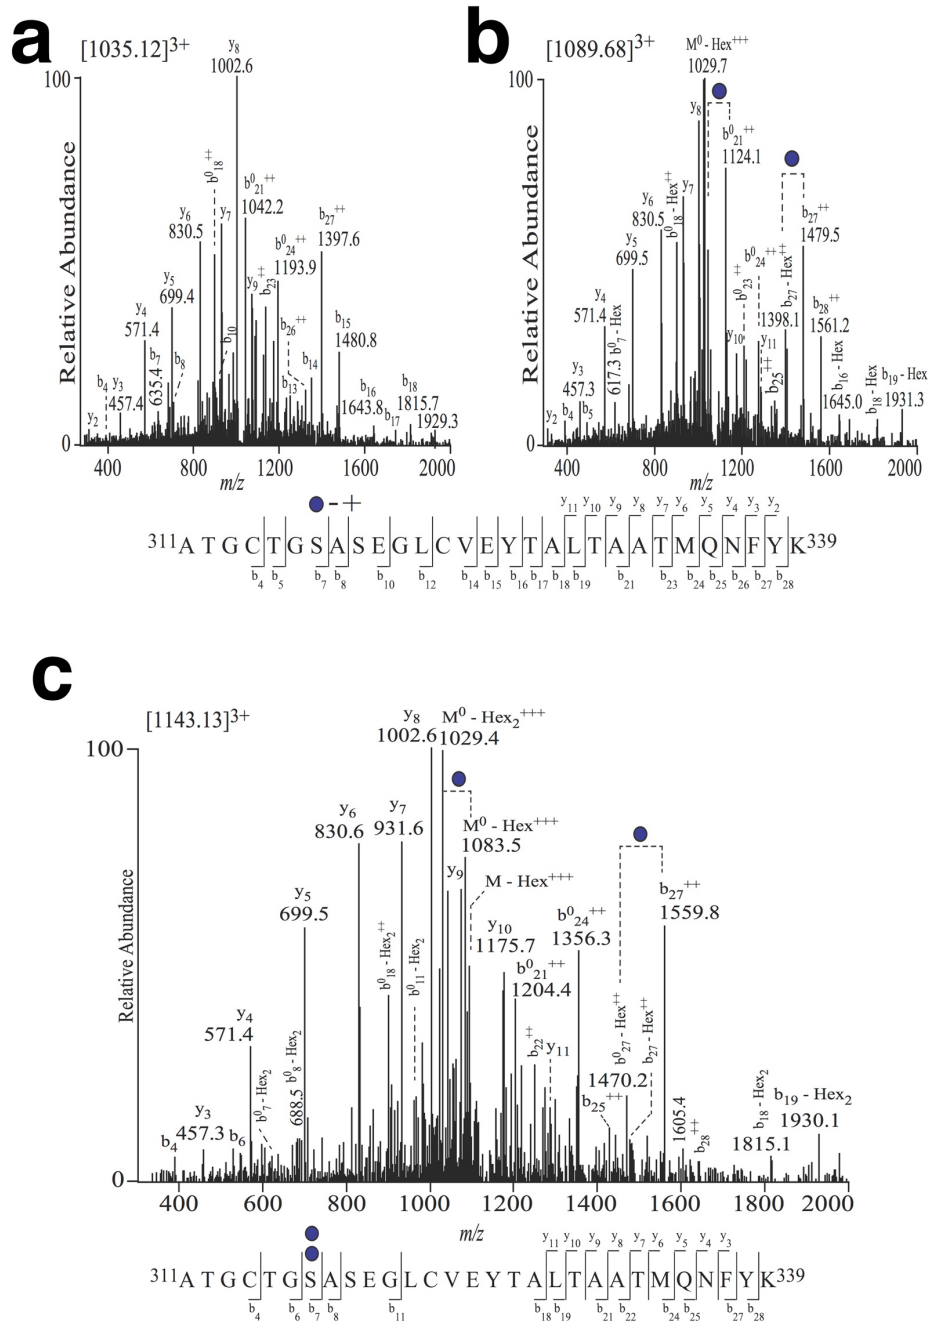 a
[1035.12]3+
y8
1002.6
100
b018++
b021++
1042.2
y6
830.5
y7
b27++
1397.6
b024++
1193.9
y5
699.4
y9
b23++
y4
571.4
b10
b26++
b15
1480.8
b7
635.4
b8
b14
b4
y3
457.4
b13
b16
1643.8
b18
1815.7
y2
b17
1929.3
0
400
800
1200
1600
2000
m/z
Relative Abundance
b
[1089.68]3+
M0 - Hex+++
1029.7
100
y8
b021++
1124.1
b018 - Hex++
y7
y6
830.5
b27++
1479.5
y5
699.5
b023++
b024++
b27 - Hex++
1398.1
y4
571.4
b07 - Hex
617.3
y10
y11
b28++
1561.2
b25++
y3
457.3
b16 - Hex
1645.0
b18 - Hex
b19 - Hex
1931.3
y2
b4
b5
0
400
800
1200
1600
2000
m/z
Relative Abundance
y11 y10 y9 y8 y7 y6 y5 y4 y3 y2
311A T G C T G S A S E G L C V E Y T A L T A A T M Q N F Y K339
b4 b5 b7 b8 b10 b12 b14 b15 b16 b17 b18 b19 b21 b23 b24 b25 b26 b27 b28
c
[1143.13]3+
y8
1002.6
M0 - Hex2+++
1029.4
100
y6
830.6
y7
931.6
M0 - Hex+++
1083.5
y9
M - Hex+++
y5
699.5
b27++
1559.8
y10
1175.7
b024++
1356.3
b018 - Hex2++
b011 - Hex2
b021++
1204.4
y4
571.4
b08 - Hex2
688.5
b07 - Hex2
b22++
y11
b027 - Hex++
1470.2
b27 - Hex++
b25++
1605.4
b28++
b18 - Hex2
1815.1
b19 - Hex2
1930.1
b4
y3
457.3
b6
0
400
600
800
1000
1200
1400
1600
1800
2000
m/z
Relative Abundance
y11 y10 y9 y8 y7 y6 y5 y4 y3
311A T G C T G S A S E G L C V E Y T A L T A A T M Q N F Y K339
b4 b6 b7 b8 b11 b18 b19 b21 b22 b24 b25 b27 b28